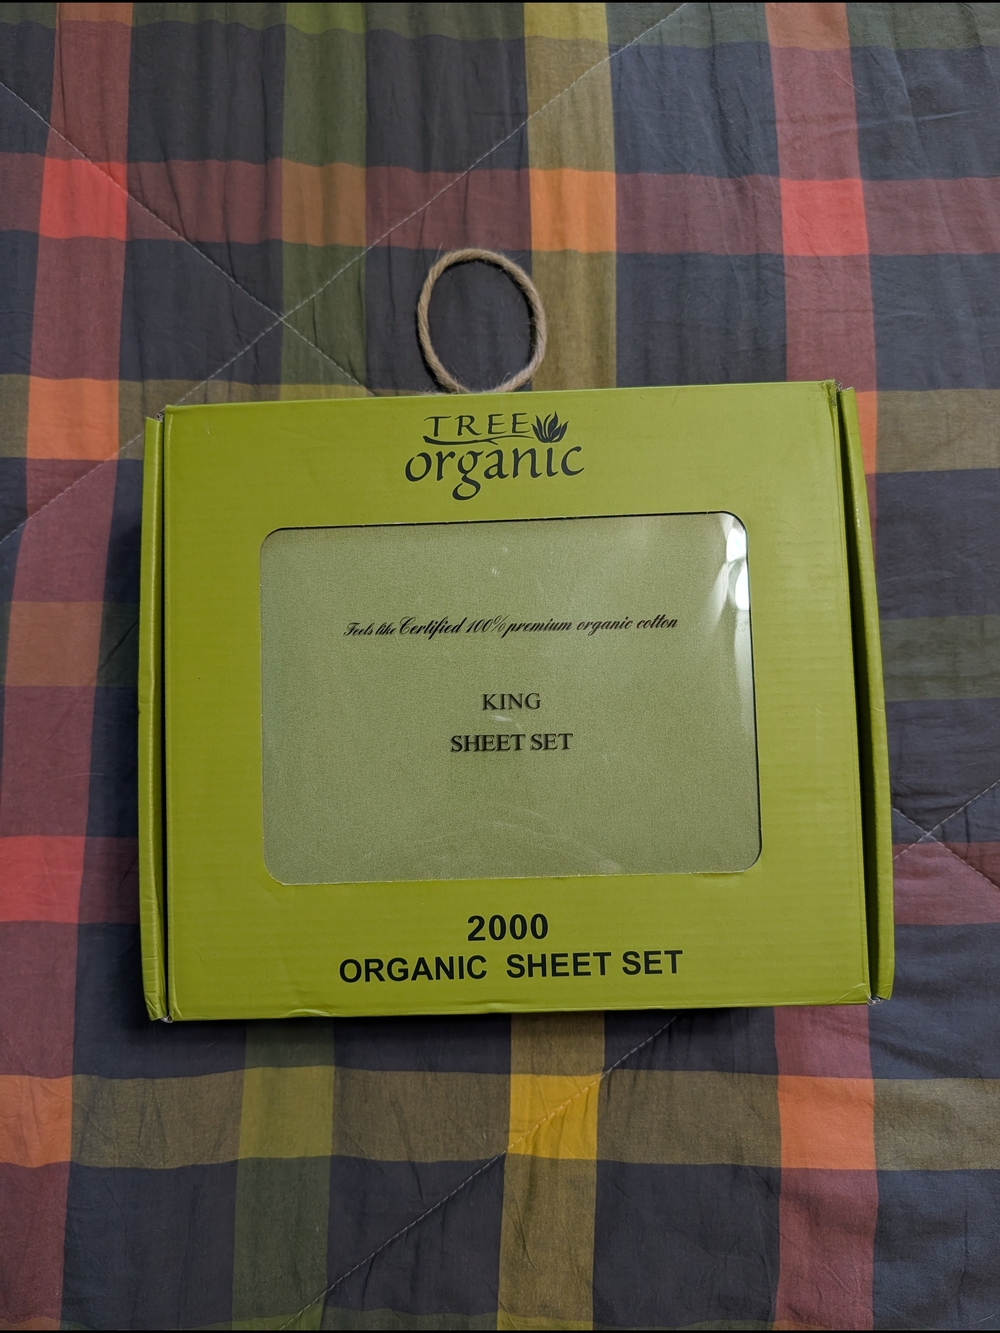 TREE
organic
Feels like Certified 100% premium organic cotton
KING
SHEET SET
2000
ORGANIC SHEET SET